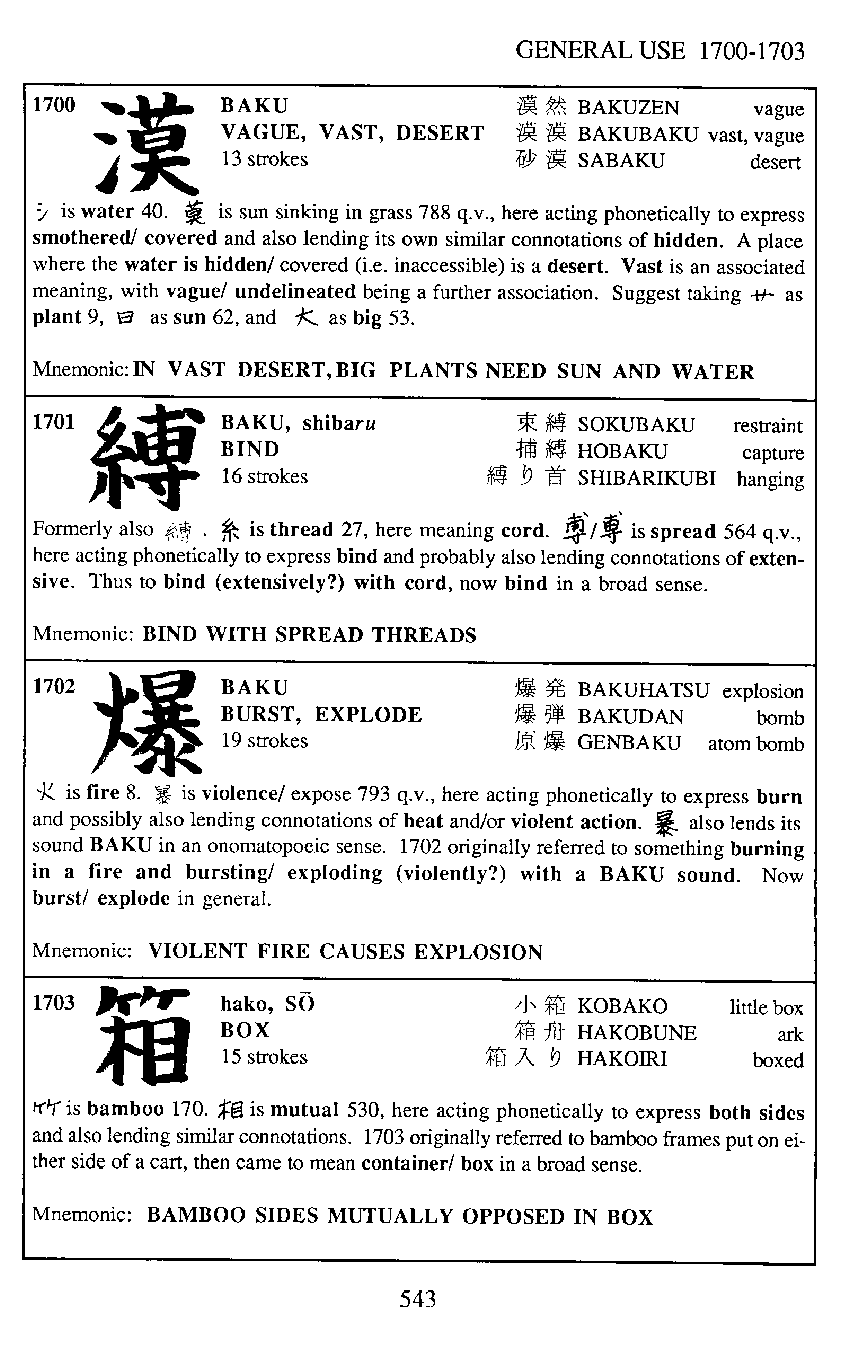 GENERAL USE 1700-1703
1700 漠 BAKU 漠然 BAKUZEN vague
VAGUE, VAST, DESERT 漠漠 BAKUBAKU vast, vague
13 strokes 砂漠 SABAKU desert
氵 is water 40. 莫 is sun sinking in grass 788 q.v., here acting phonetically to express
smothered/ covered and also lending its own similar connotations of hidden. A place
where the water is hidden/ covered (i.e. inaccessible) is a desert. Vast is an associated
meaning, with vague/ undelineated being a further association. Suggest taking 艹 as
plant 9, 日 as sun 62, and 大 as big 53.
Mnemonic: IN VAST DESERT, BIG PLANTS NEED SUN AND WATER
1701 縛 BAKU, shibaru 束縛 SOKUBAKU restraint
BIND 捕縛 HOBAKU capture
16 strokes 縛り首 SHIBARIKUBI hanging
Formerly also 縛. 糸 is thread 27, here meaning cord. 尃/専 is spread 564 q.v.,
here acting phonetically to express bind and probably also lending connotations of exten-
sive. Thus to bind (extensively?) with cord, now bind in a broad sense.
Mnemonic: BIND WITH SPREAD THREADS
1702 爆 BAKU 爆発 BAKUHATSU explosion
BURST, EXPLODE 爆弾 BAKUDAN bomb
19 strokes 原爆 GENBAKU atom bomb
火 is fire 8. 暴 is violence/ expose 793 q.v., here acting phonetically to express burn
and possibly also lending connotations of heat and/or violent action. 暴 also lends its
sound BAKU in an onomatopoeic sense. 1702 originally referred to something burning
in a fire and bursting/ exploding (violently?) with a BAKU sound. Now
burst/ explode in general.
Mnemonic: VIOLENT FIRE CAUSES EXPLOSION
1703 箱 hako, SŌ 小箱 KOBAKO little box
BOX 箱舟 HAKOBUNE ark
15 strokes 箱入り HAKOIRI boxed
竹 is bamboo 170. 相 is mutual 530, here acting phonetically to express both sides
and also lending similar connotations. 1703 originally referred to bamboo frames put on ei-
ther side of a cart, then came to mean container/ box in a broad sense.
Mnemonic: BAMBOO SIDES MUTUALLY OPPOSED IN BOX
543